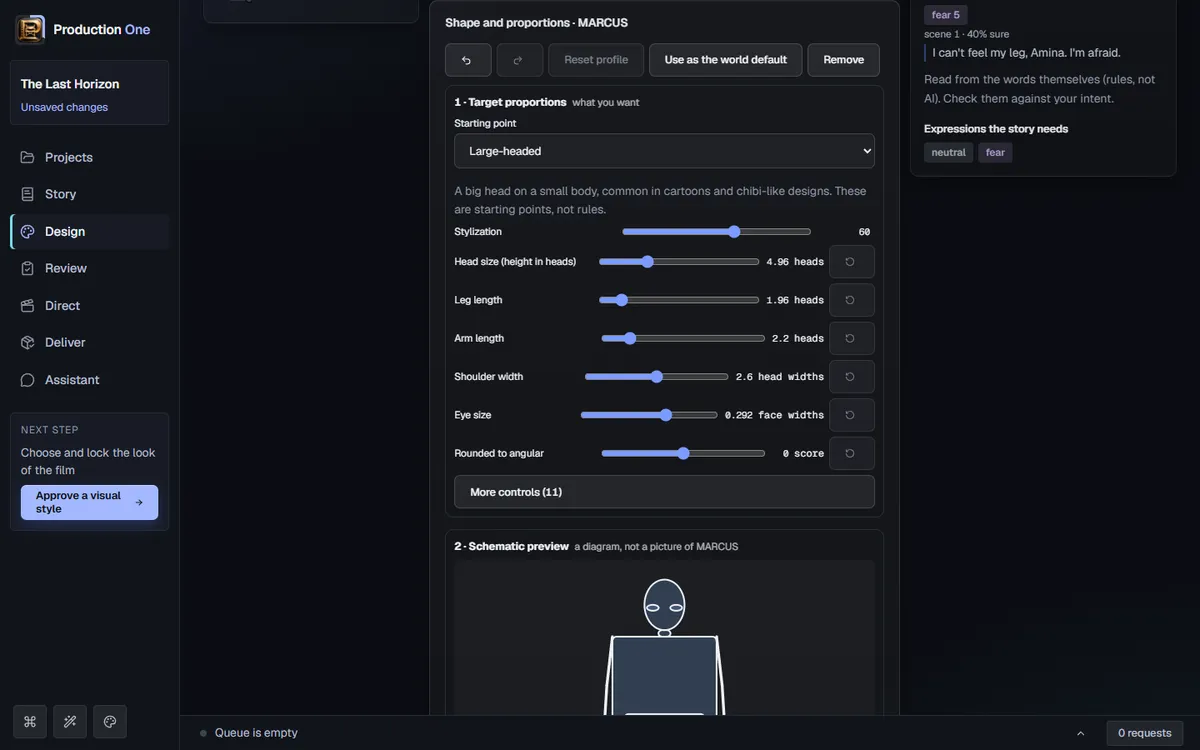 Production One
The Last Horizon
Unsaved changes
Projects
Story
Design
Review
Direct
Deliver
Assistant
NEXT STEP
Choose and lock the look
of the film
Approve a visual
style
Shape and proportions · MARCUS
Reset profile
Use as the world default
Remove
1 · Target proportions what you want
Starting point
Large-headed
A big head on a small body, common in cartoons and chibi-like designs. These
are starting points, not rules.
Stylization 60
Head size (height in heads) 4.96 heads
Leg length 1.96 heads
Arm length 2.2 heads
Shoulder width 2.6 head widths
Eye size 0.292 face widths
Rounded to angular 0 score
More controls (11)
2 · Schematic preview a diagram, not a picture of MARCUS
fear 5
scene 1 · 40% sure
I can't feel my leg, Amina. I'm afraid.
Read from the words themselves (rules, not
AI). Check them against your intent.
Expressions the story needs
neutral fear
Queue is empty
0 requests